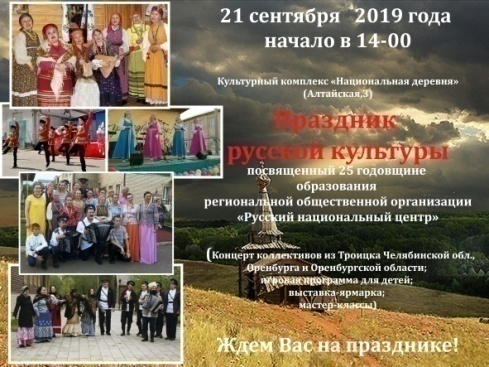 21 сентября 2019 года
начало в 14-00
Культурный комплекс «Национальная деревня»
(Алтайская,3)
Праздник
русской культуры
посвященный 25 годовщине
образования
региональной общественной организации
«Русский национальный центр»
(Концерт коллективов из Троицка Челябинской обл.,
Оренбурга и Оренбургской области;
игровая программа для детей;
выставка-ярмарка;
мастер-классы)
Ждем Вас на празднике!